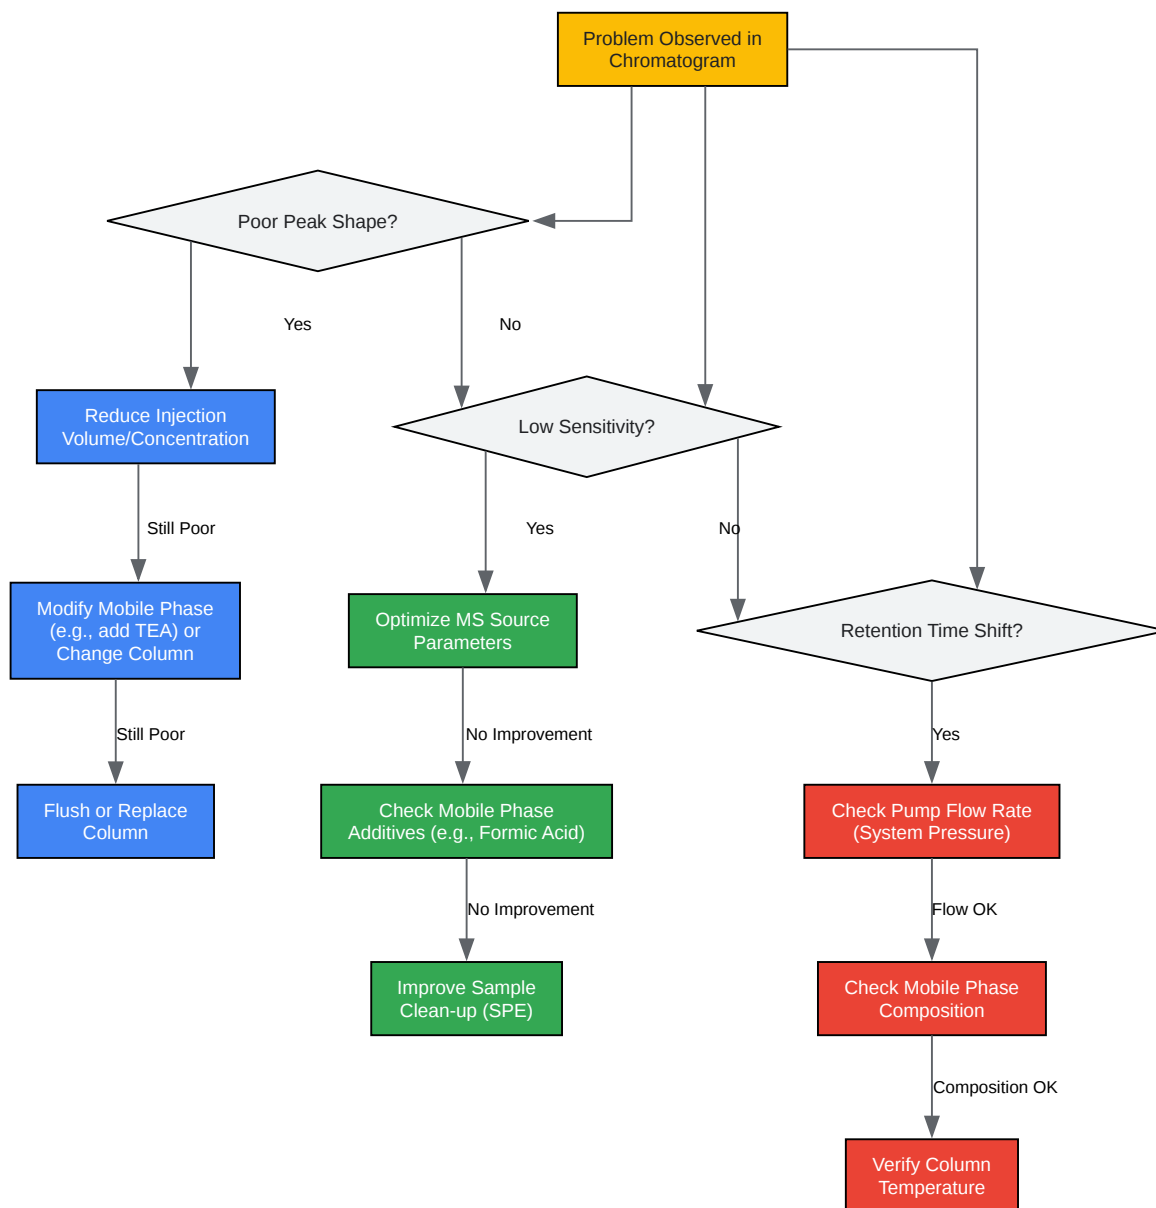 Problem Observed in
Chromatogram
Poor Peak Shape?
Yes
No
Reduce Injection
Volume/Concentration
Low Sensitivity?
Still Poor
Yes
No
Modify Mobile Phase
(e.g., add TEA) or
Change Column
Optimize MS Source
Parameters
Retention Time Shift?
Still Poor
No Improvement
Yes
Flush or Replace
Column
Check Mobile Phase
Additives (e.g., Formic Acid)
Check Pump Flow Rate
(System Pressure)
No Improvement
Flow OK
Improve Sample
Clean-up (SPE)
Check Mobile Phase
Composition
Composition OK
Verify Column
Temperature